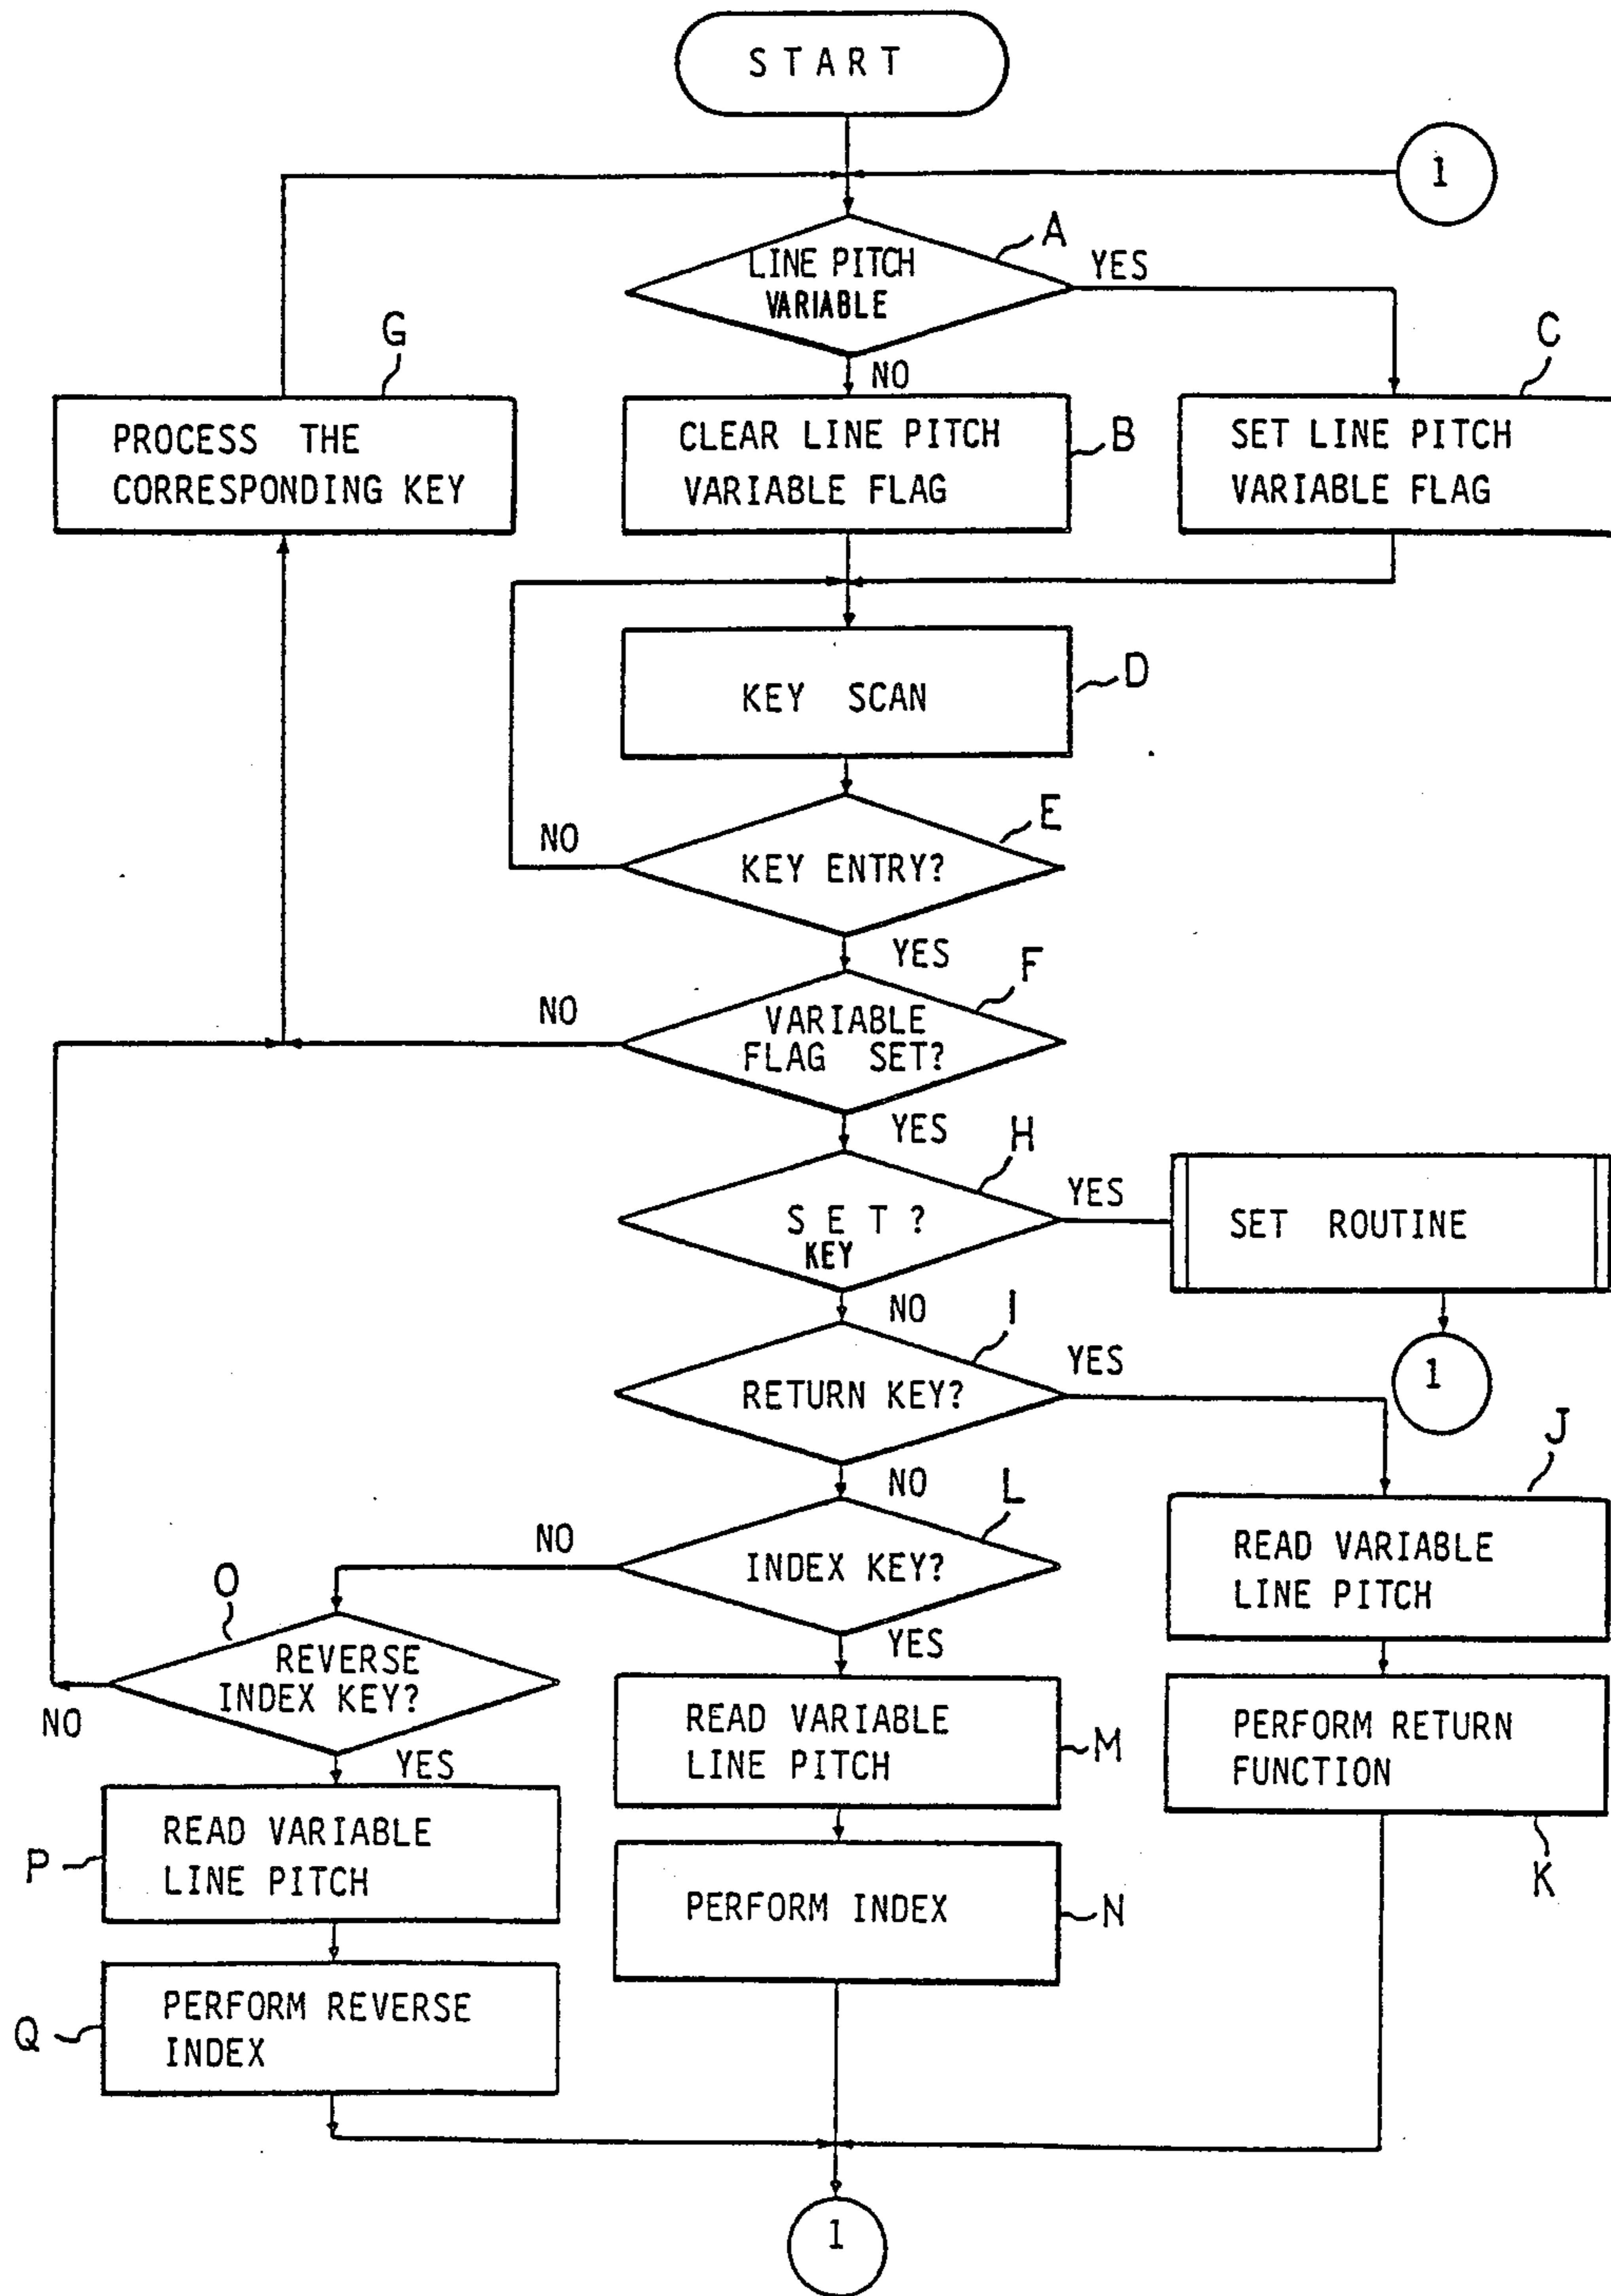 START
1
A
LINE PITCH
VARIABLE
YES
NO
G
PROCESS THE
CORRESPONDING KEY
CLEAR LINE PITCH
VARIABLE FLAG
B
C
SET LINE PITCH
VARIABLE FLAG
KEY SCAN
D
E
KEY ENTRY?
NO
YES
F
VARIABLE
FLAG SET?
NO
YES
H
SET?
KEY
YES
SET ROUTINE
1
NO
I
RETURN KEY?
YES
NO
J
READ VARIABLE
LINE PITCH
L
INDEX KEY?
NO
YES
O
REVERSE
INDEX KEY?
NO
YES
READ VARIABLE
LINE PITCH
M
PERFORM RETURN
FUNCTION
K
P
READ VARIABLE
LINE PITCH
PERFORM INDEX
N
Q
PERFORM REVERSE
INDEX
1